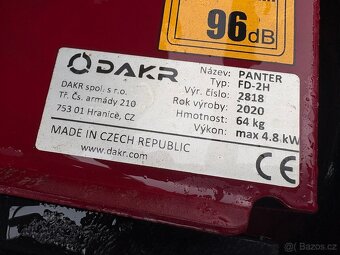 96dB
DAKR
DAKR spol. s r.o.
Tř. Čs. armády 210
753 01 Hranice, CZ
Název: PANTER
Typ: FD-2H
Výr. číslo: 2818
Rok výroby: 2020
Hmotnost: 64 kg
Výkon: max 4.8 kW
MADE IN CZECH REPUBLIC
www.dakr.com
CE
Bazoš.cz